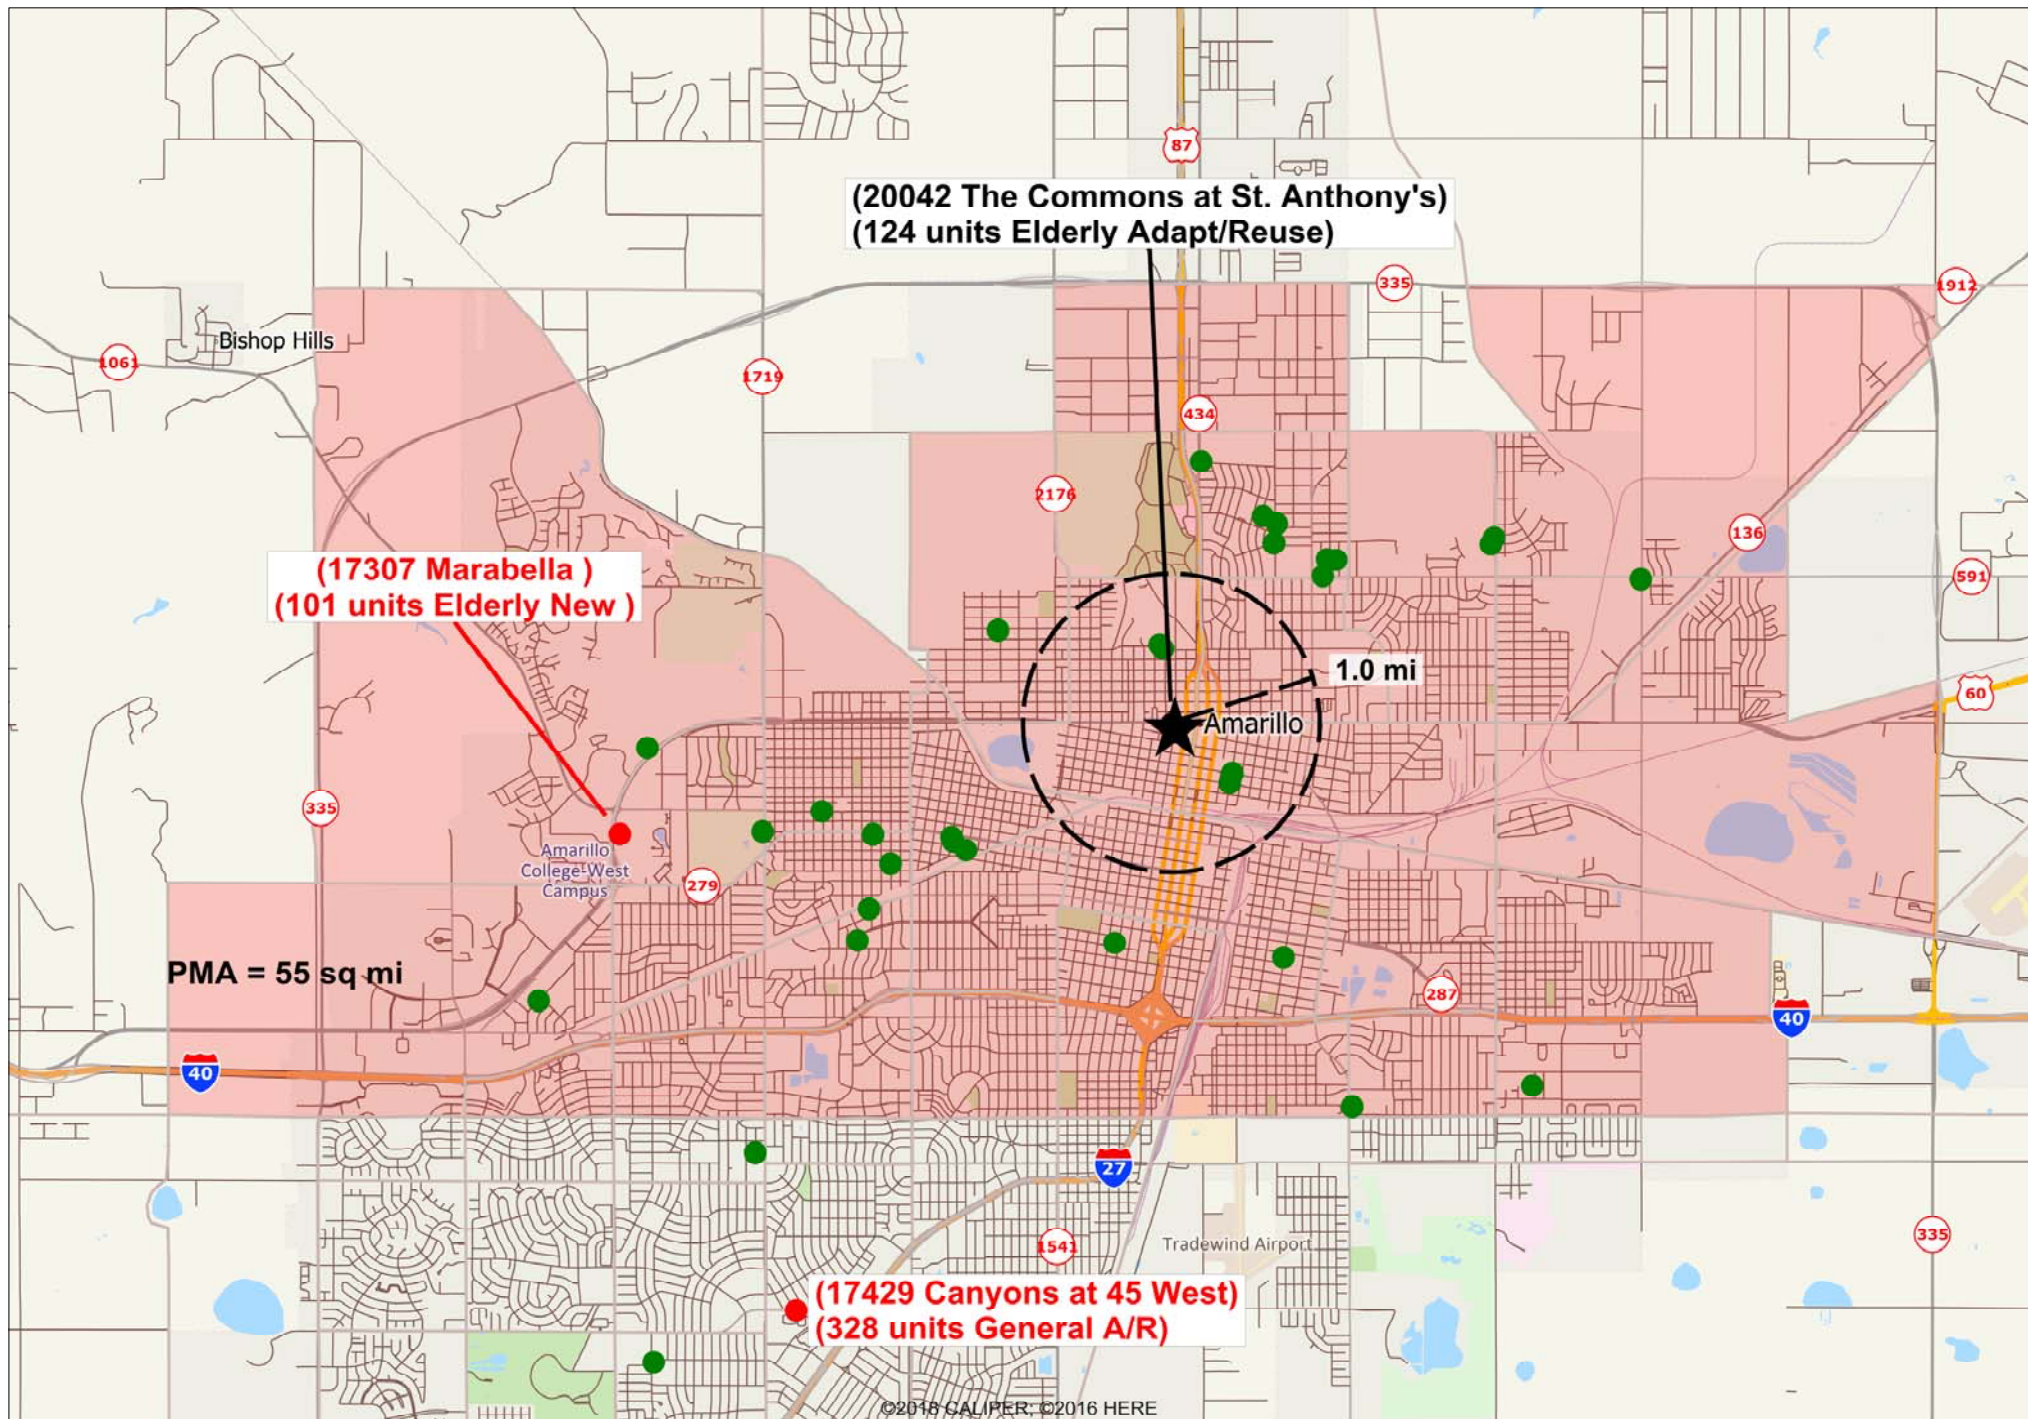 87
(20042 The Commons at St. Anthony's)
(124 units Elderly Adapt/Reuse)
335
1912
Bishop Hills
1061
1719
434
2176
136
(17307 Marabella )
(101 units Elderly New )
591
1.0 mi
60
Amarillo
335
Amarillo
College-West
Campus
279
PMA = 55 sq mi
287
40
40
27
1541
Tradewind Airport
335
(17429 Canyons at 45 West)
(328 units General A/R)
©2018 CALIPER; ©2016 HERE